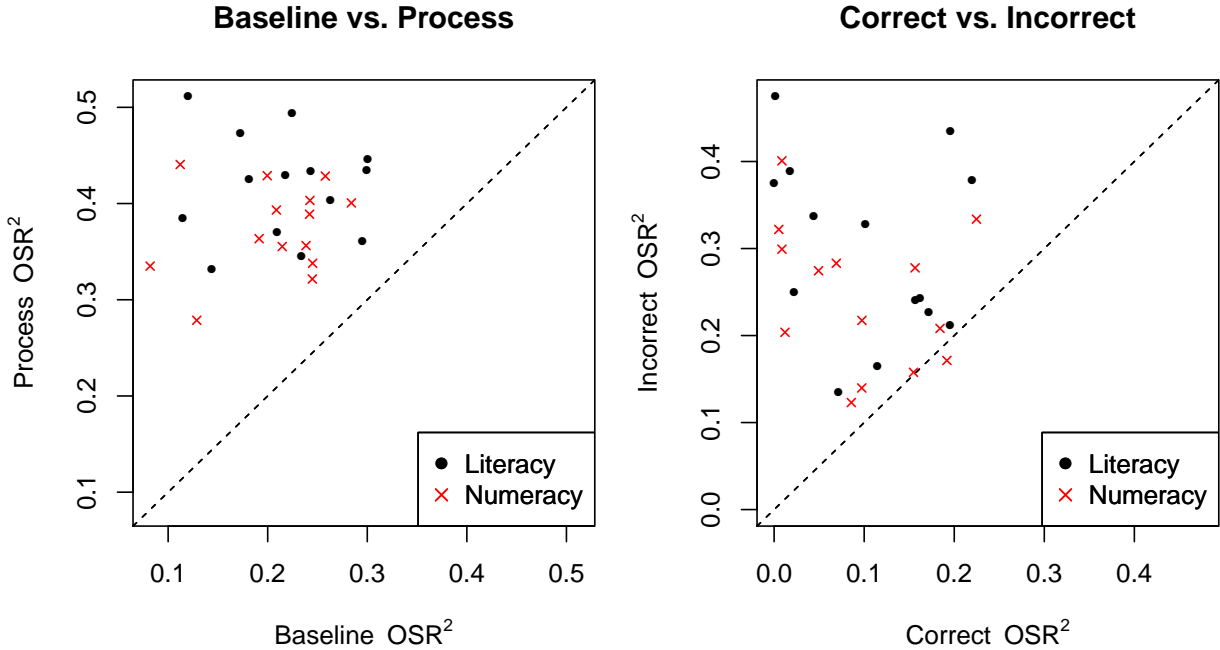 Baseline vs. Process
Process OSR²
0.1 0.2 0.3 0.4 0.5
0.1 0.2 0.3 0.4 0.5
Baseline OSR²
Literacy
Numeracy
Correct vs. Incorrect
Incorrect OSR²
0.0 0.1 0.2 0.3 0.4
0.0 0.1 0.2 0.3 0.4
Correct OSR²
Literacy
Numeracy